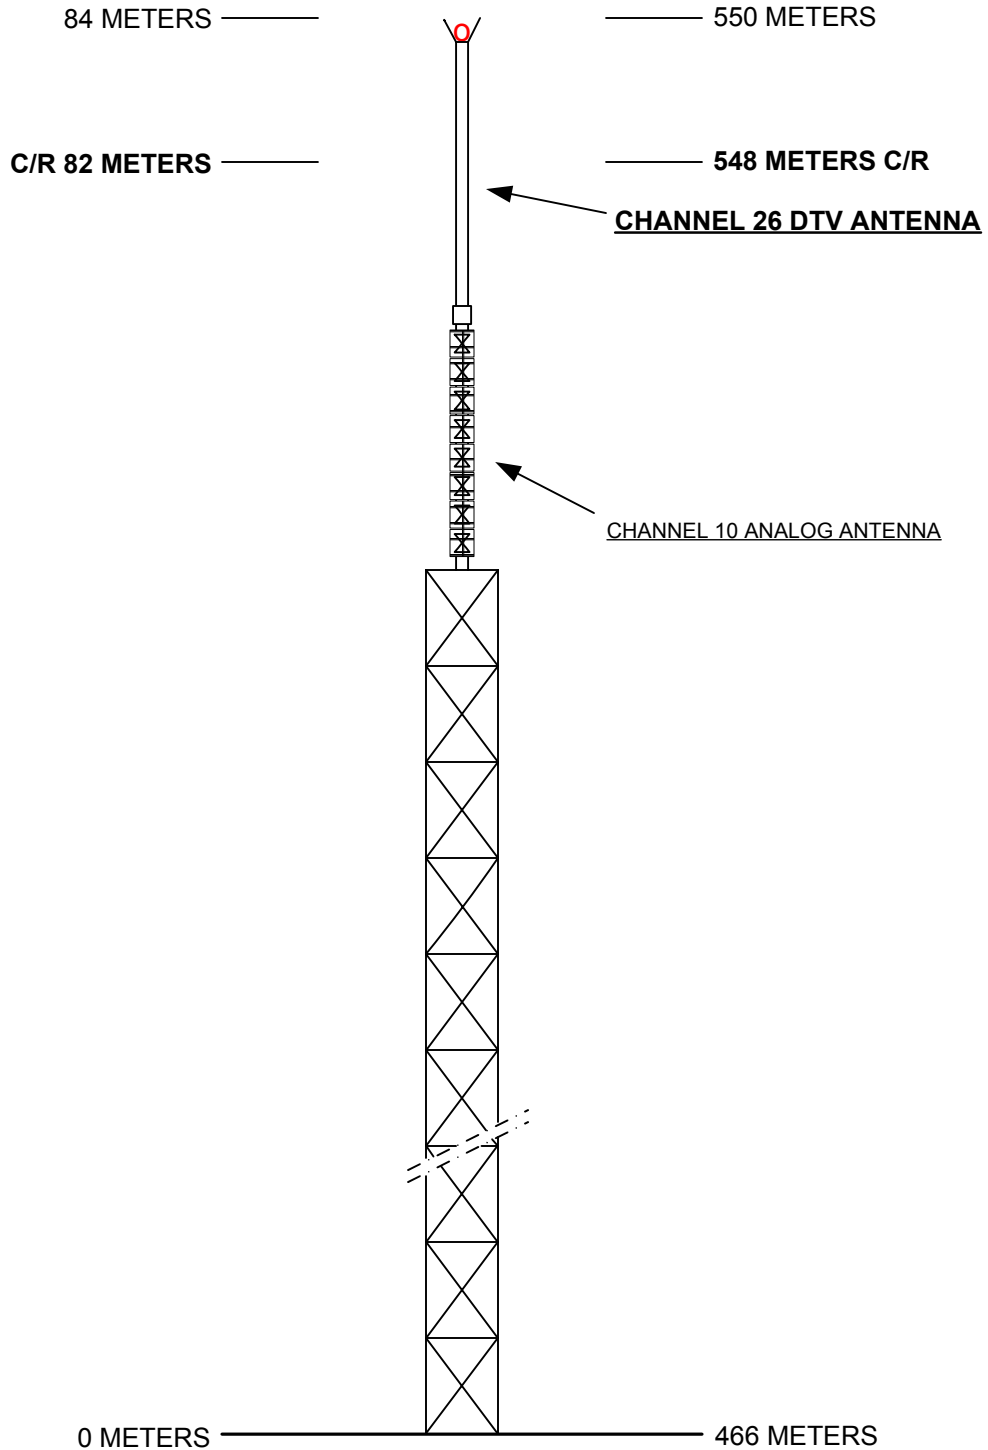 84 METERS
550 METERS
C/R 82 METERS
548 METERS C/R
CHANNEL 26 DTV ANTENNA
CHANNEL 10 ANALOG ANTENNA
0 METERS
466 METERS